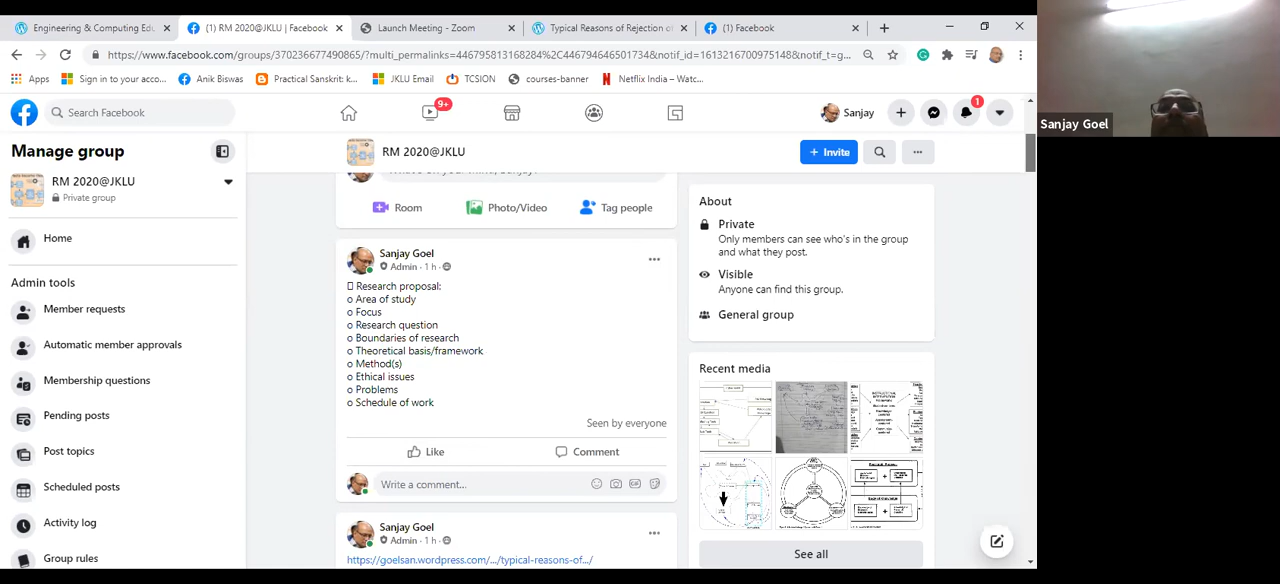 Engineering & Computing Edu
(1) RM 2020@JKLU | Facebook
Launch Meeting - Zoom
Typical Reasons of Rejection of
(1) Facebook
https://www.facebook.com/groups/370236677490865/?multi_permalinks=446795813168284%2C446794646501734&notif_id=1613216700975148&notif_t=g...
Apps
Sign in to your acco...
Anik Biswas
Practical Sanskrit: k...
JKLU Email
TCSION
courses-banner
Netflix India – Watc...
Search Facebook
9+
Sanjay
1
Sanjay Goel
Manage group
RM 2020@JKLU
Private group
Home
Admin tools
Member requests
Automatic member approvals
Membership questions
Pending posts
Post topics
Scheduled posts
Activity log
Group rules
RM 2020@JKLU
+ Invite
Room
Photo/Video
Tag people
Sanjay Goel
Admin · 1 h ·
Research proposal:
o Area of study
o Focus
o Research question
o Boundaries of research
o Theoretical basis/framework
o Method(s)
o Ethical issues
o Problems
o Schedule of work
Seen by everyone
Like
Comment
Write a comment...
Sanjay Goel
Admin · 1 h ·
https://goelsan.wordpress.com/.../typical-reasons-of.../
About
Private
Only members can see who's in the group
and what they post.
Visible
Anyone can find this group.
General group
Recent media
See all